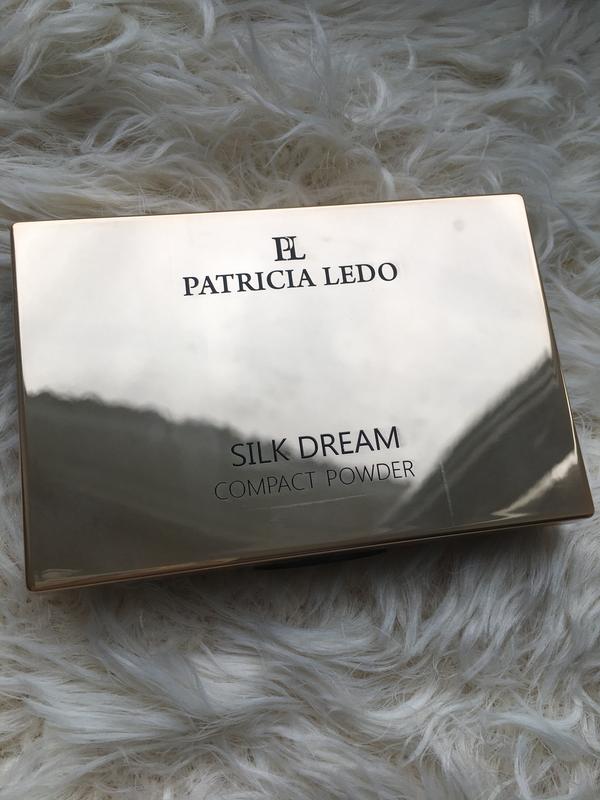 PL
PATRICIA LEDO
SILK DREAM
COMPACT POWDER